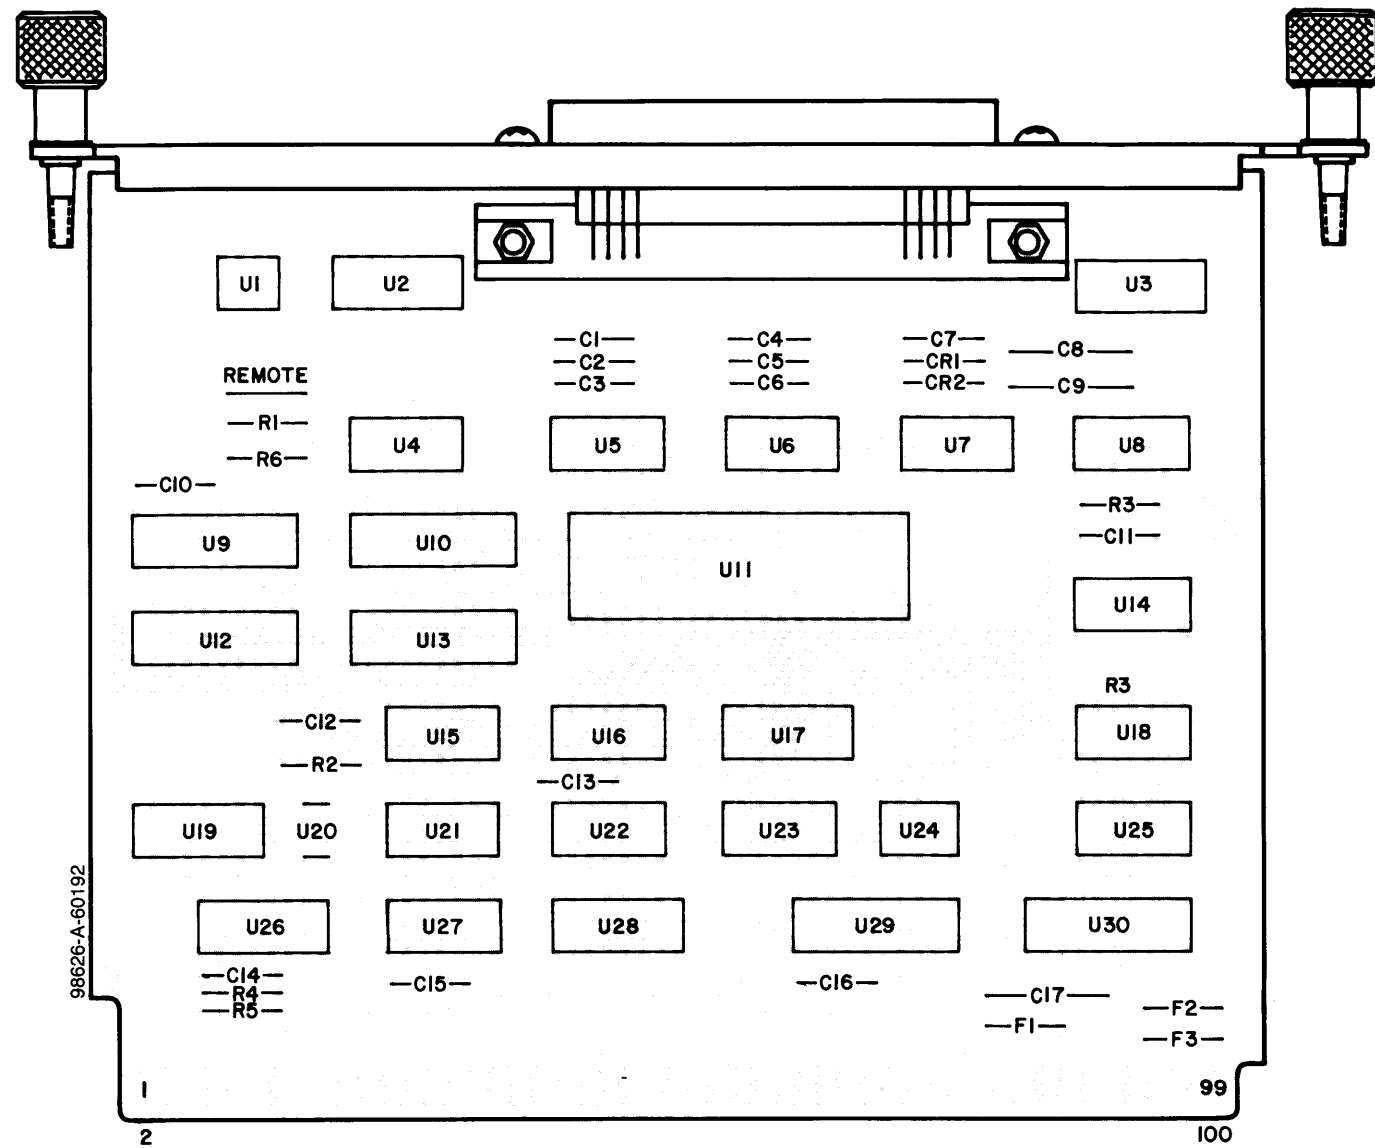 U1 U2 U3
C1 C4 C7 C8
C2 C5 CR1
C3 C6 CR2 C9
REMOTE
R1
R6
U4 U5 U6 U7 U8
C10
R3
C11
U9 U10 U11
U14
U12 U13
R3
C12
U15 U16 U17 U18
R2
C13
U19 U20 U21 U22 U23 U24 U25
98626-A-60192
U26 U27 U28 U29 U30
C14 C15 C16
R4 C17
R5 F1 F2
F3
1 99
2 100